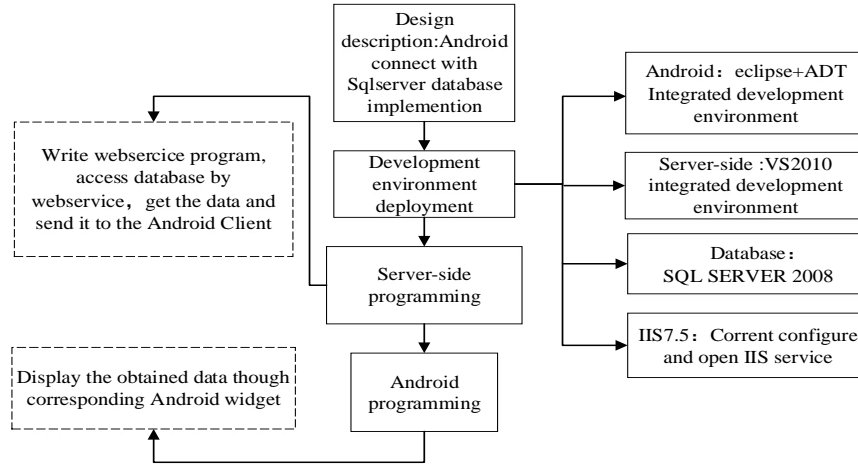 Design
description:Android
connect with
Sqlserver database
implemention
Android：eclipse+ADT
Integrated development
environment
Write websercice program,
access database by
webservice，get the data and
send it to the Android Client
Development
environment
deployment
Server-side :VS2010
integrated development
environment
Server-side
programming
Database：
SQL SERVER 2008
IIS7.5：Corrent configure
and open IIS service
Display the obtained data though
corresponding Android widget
Android
programming